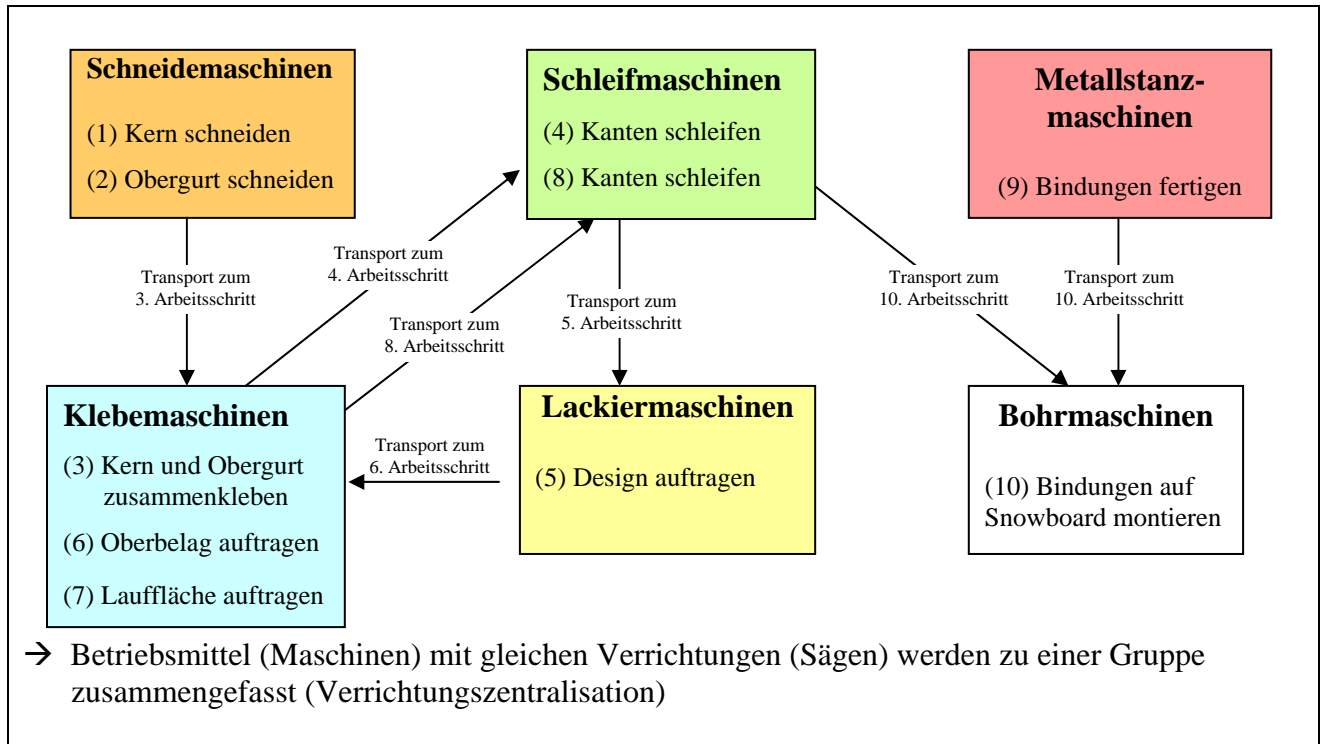 Schneidemaschinen
(1) Kern schneiden
(2) Obergurt schneiden
Schleifmaschinen
(4) Kanten schleifen
(8) Kanten schleifen
Metallstanz-
maschinen
(9) Bindungen fertigen
Transport zum
3. Arbeitsschritt
Transport zum
4. Arbeitsschritt
Transport zum
8. Arbeitsschritt
Transport zum
5. Arbeitsschritt
Transport zum
10. Arbeitsschritt
Transport zum
10. Arbeitsschritt
Klebemaschinen
(3) Kern und Obergurt
zusammenkleben
(6) Oberbelag auftragen
(7) Lauffläche auftragen
Transport zum
6. Arbeitsschritt
Lackiermaschinen
(5) Design auftragen
Bohrmaschinen
(10) Bindungen auf
Snowboard montieren
→ Betriebsmittel (Maschinen) mit gleichen Verrichtungen (Sägen) werden zu einer Gruppe
zusammengefasst (Verrichtungszentralisation)